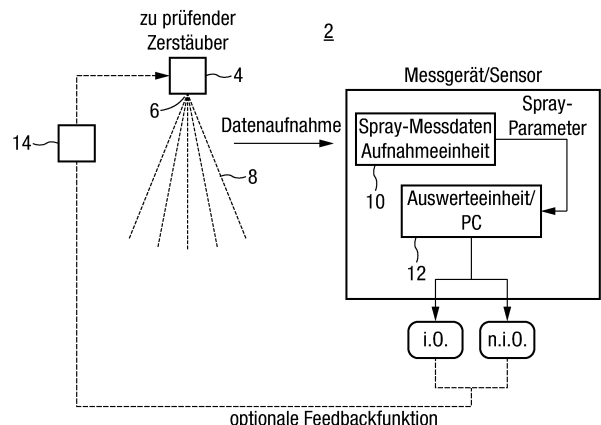 zu prüfender
Zerstäuber
2
4
6
Messgerät/Sensor
14
Datenaufnahme
8
Spray-Messdaten
Aufnahmeeinheit
10
Spray-
Parameter
Auswerteeinheit/
PC
12
i.O.
n.i.O.
optionale Feedbackfunktion